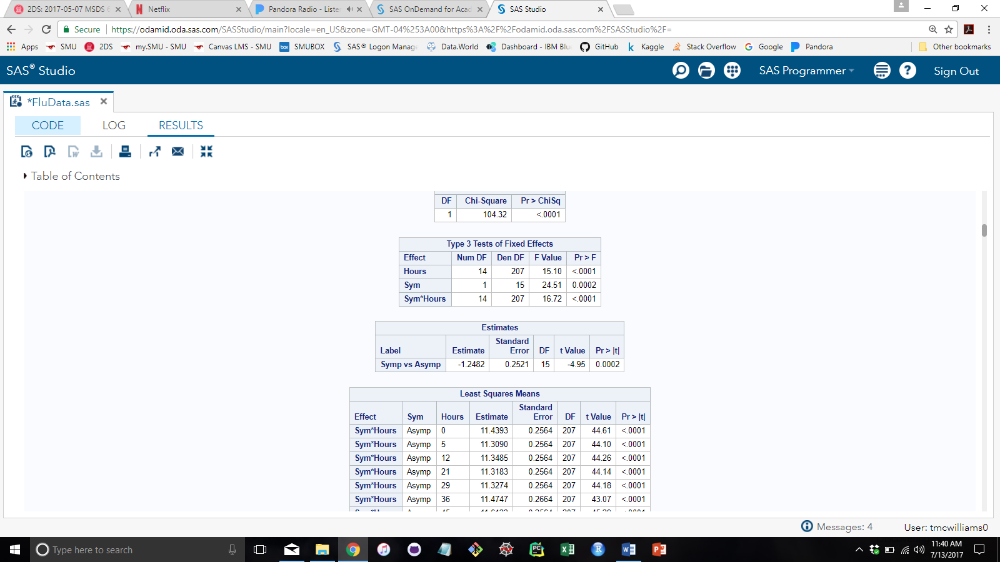 2DS: 2017-05-07 MSDS
Netflix
Pandora Radio - Lister
SAS OnDemand for Acad
SAS Studio
Secure https://odamid.oda.sas.com/SASStudio/main?locale=en_US&zone=GMT-04%253A00&https%3A%2F%2Fodamid.oda.sas.com%2FSASStudio%2F=
Apps SMU 2DS my.SMU - SMU Canvas LMS - SMU box SMUBOX SAS® Logon Manage Data.World Dashboard - IBM Blu GitHub k Kaggle Stack Overflow Google Pandora Other bookmarks
SAS® Studio SAS Programmer Sign Out
*FluData.sas
CODE LOG RESULTS
Table of Contents
DF Chi-Square Pr > ChiSq
1 104.32 <.0001
Type 3 Tests of Fixed Effects
Effect Num DF Den DF F Value Pr > F
Hours 14 207 15.10 <.0001
Sym 1 15 24.51 0.0002
Sym*Hours 14 207 16.72 <.0001
Estimates
Label Estimate Standard Error DF t Value Pr > |t|
Symp vs Asymp -1.2482 0.2521 15 -4.95 0.0002
Least Squares Means
Effect Sym Hours Estimate Standard Error DF t Value Pr > |t|
Sym*Hours Asymp 0 11.4393 0.2564 207 44.61 <.0001
Sym*Hours Asymp 5 11.3090 0.2564 207 44.10 <.0001
Sym*Hours Asymp 12 11.3485 0.2564 207 44.26 <.0001
Sym*Hours Asymp 21 11.3183 0.2564 207 44.14 <.0001
Sym*Hours Asymp 29 11.3274 0.2564 207 44.18 <.0001
Sym*Hours Asymp 36 11.4747 0.2664 207 43.07 <.0001
Messages: 4 User: tmcwilliams0
Type here to search
11:40 AM
7/13/2017